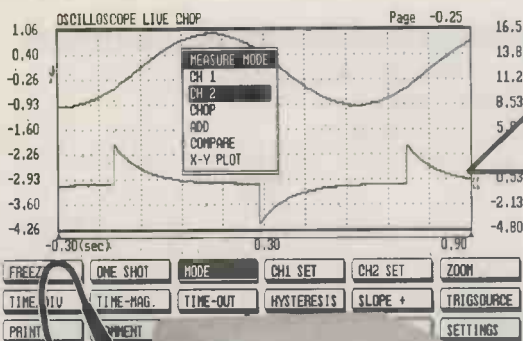 OSCILLOSCOPE LIVE CHOP Page -0.25
1.06 16.5
0.40 13.8
-0.26 11.2
-0.93 8.53
-1.60
-2.26
-2.93 0.53
-3.60 -2.13
-4.26 -4.80
MEASURE MODE
CH 1
CH 2
CHOP
ADD
COMPARE
X-Y PLOT
-0.30(sec) 0.30 0.90
ONE SHOT MODE CH1 SET CH2 SET ZOOM
TIME-MAG. TIME-OUT HYSTERESIS SLOPE + TRIGSOURCE
PRINT SETTINGS